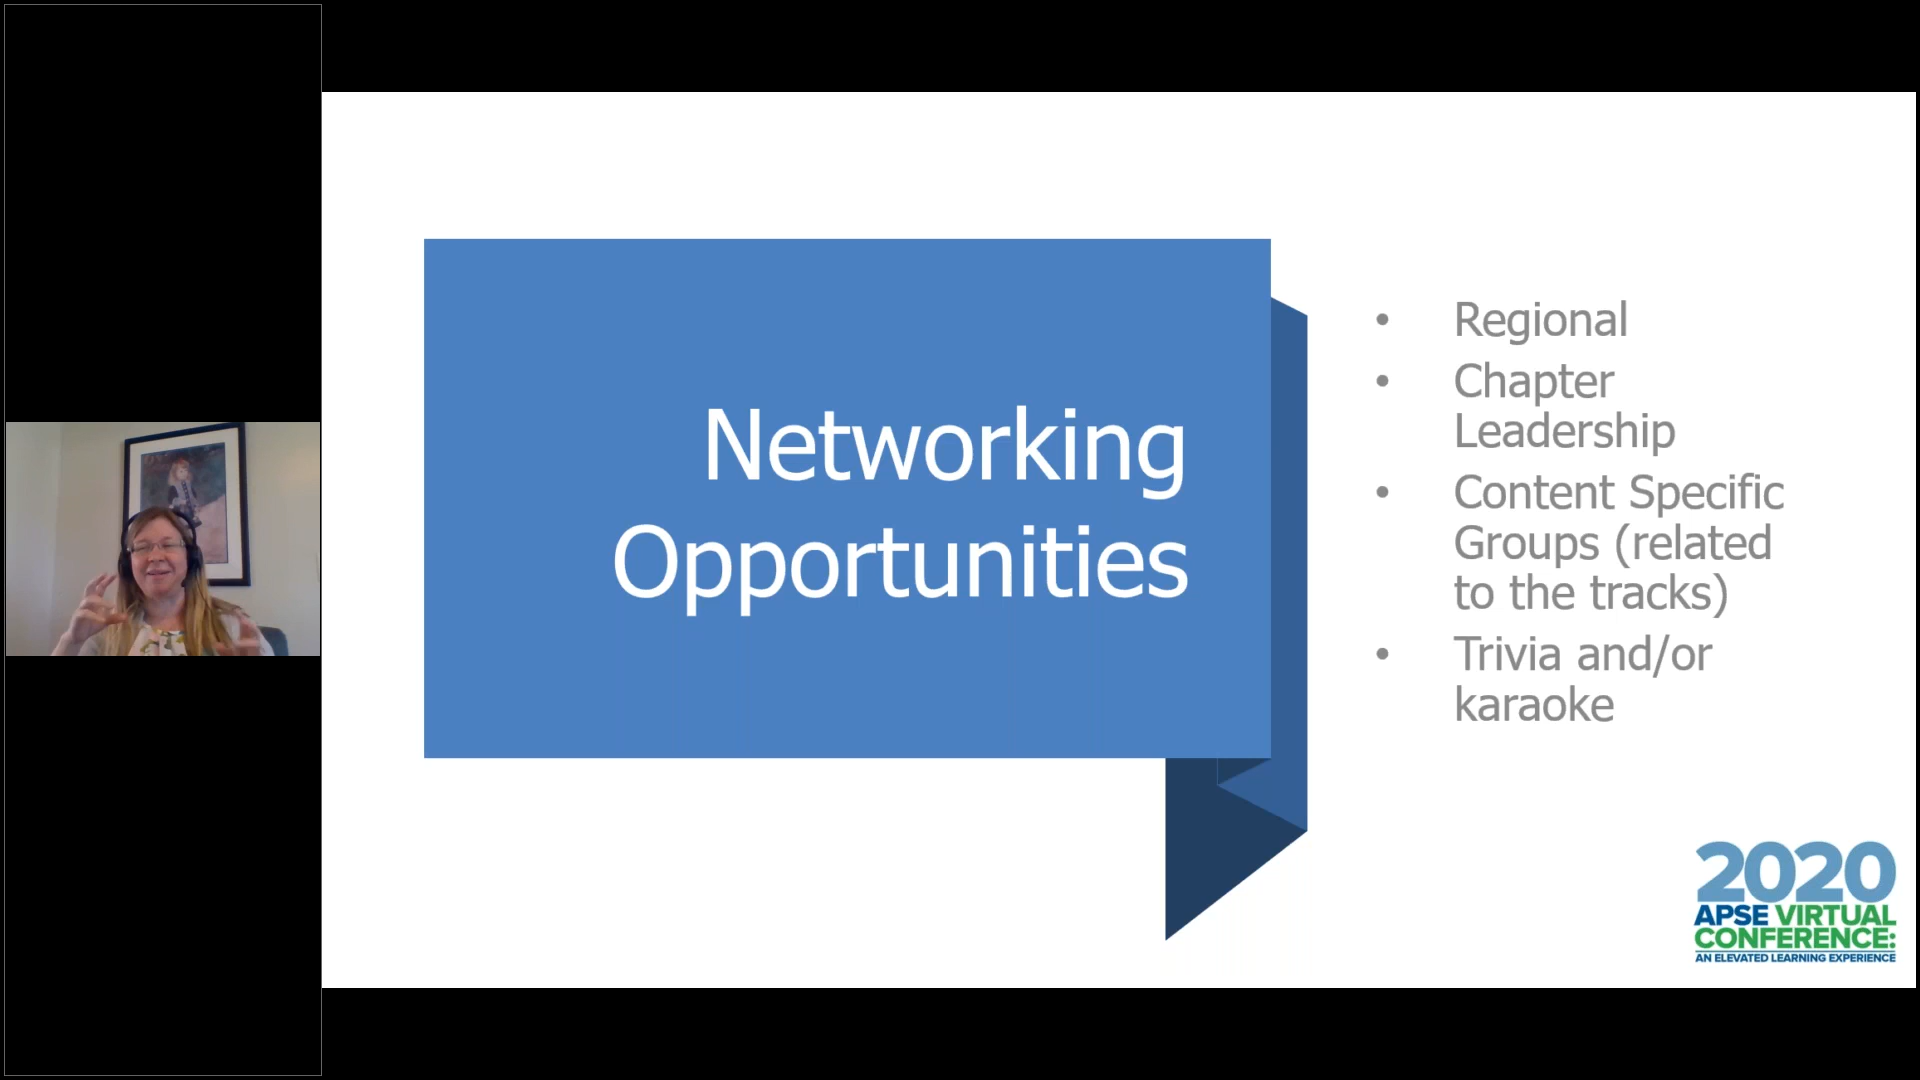 Networking
Opportunities
• Regional
• Chapter
Leadership
• Content Specific
Groups (related
to the tracks)
• Trivia and/or
karaoke
2020
APSE VIRTUAL
CONFERENCE:
AN ELEVATED LEARNING EXPERIENCE